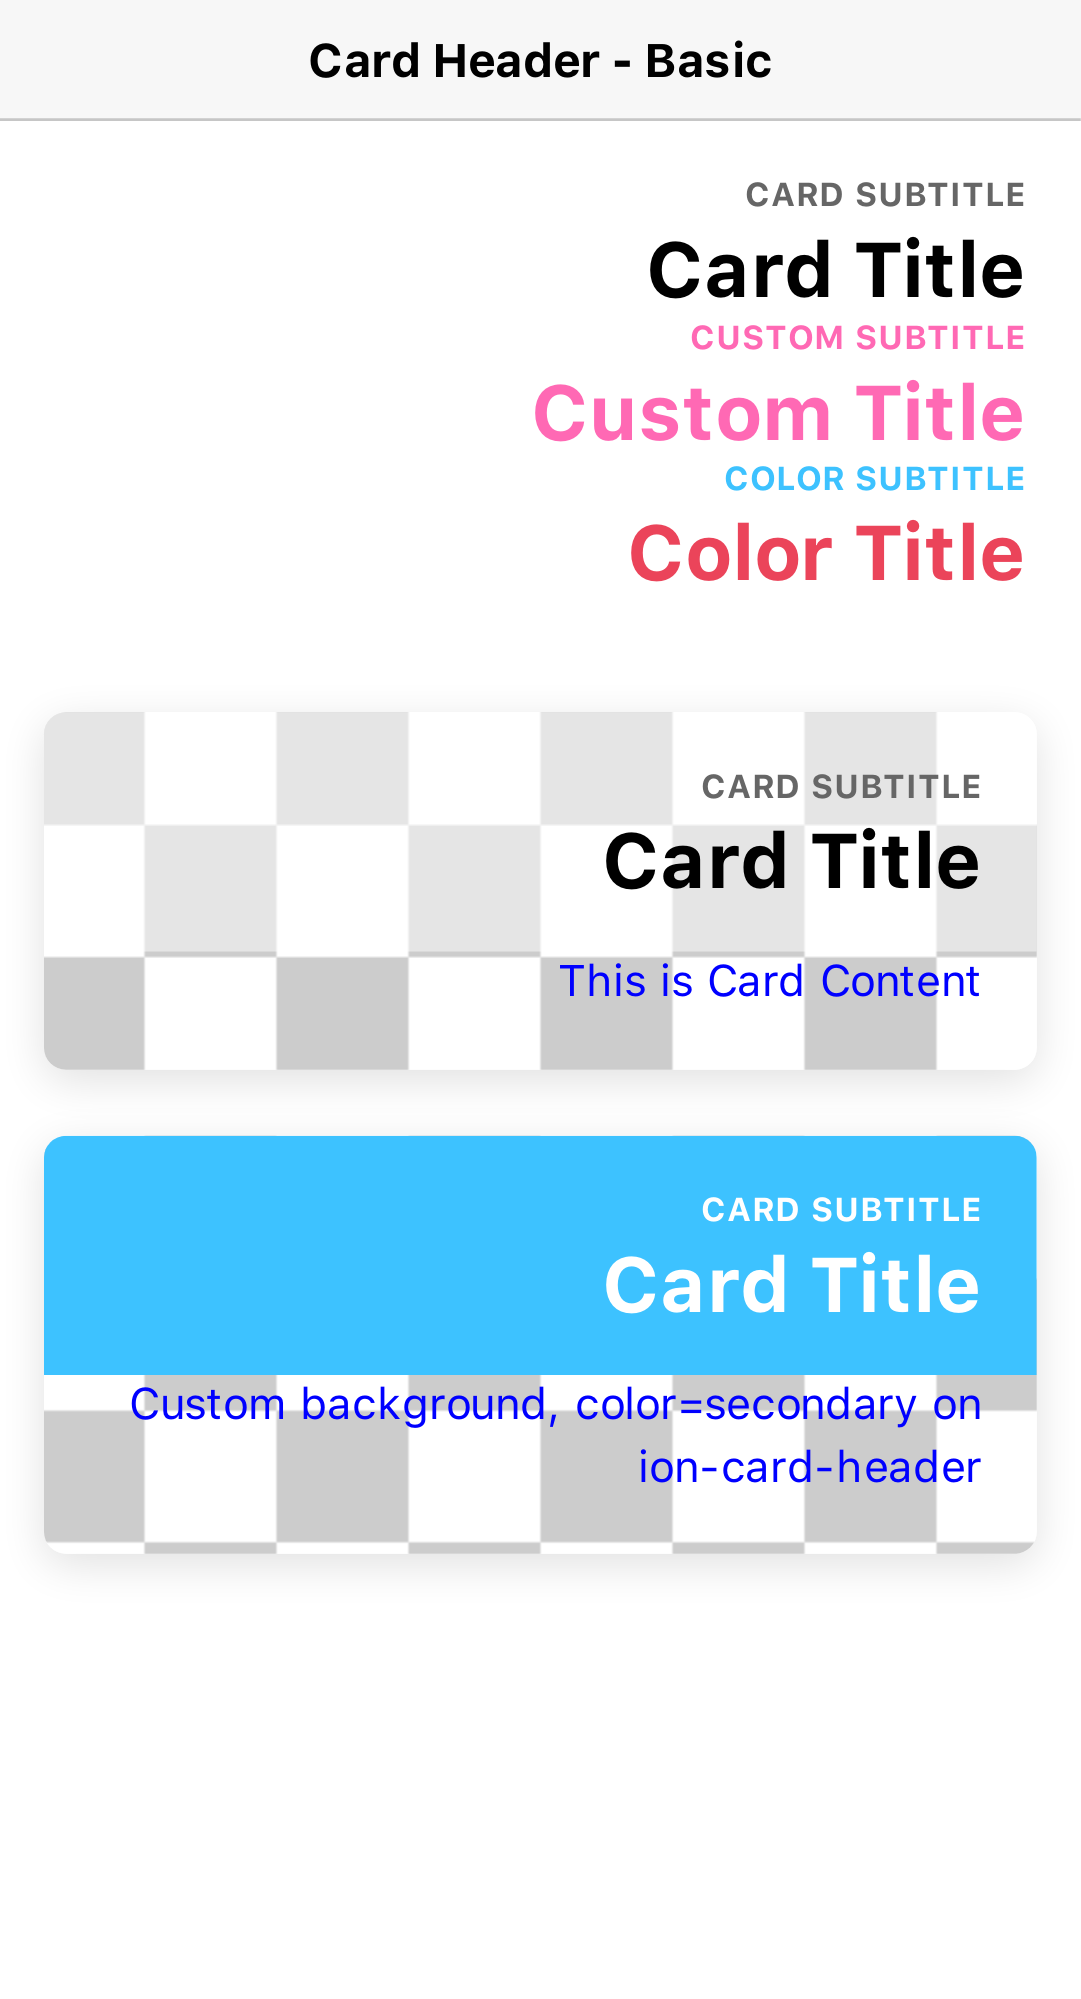 Card Header - Basic
CARD SUBTITLE
Card Title
CUSTOM SUBTITLE
Custom Title
COLOR SUBTITLE
Color Title
CARD SUBTITLE
Card Title
This is Card Content
CARD SUBTITLE
Card Title
Custom background, color=secondary on
ion-card-header